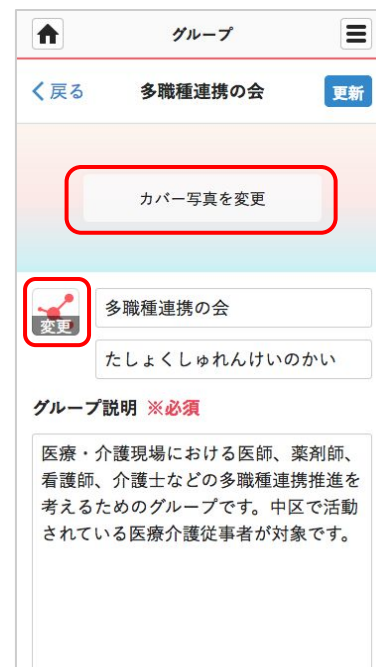 グループ
戻る
多職種連携の会
更新
カバー写真を変更
変更
多職種連携の会
たしょくしゅれんけいのかい
グループ説明 ※必須
医療・介護現場における医師、薬剤師、
看護師、介護士などの多職種連携推進を
考えるためのグループです。中区で活動
されている医療介護従事者が対象です。